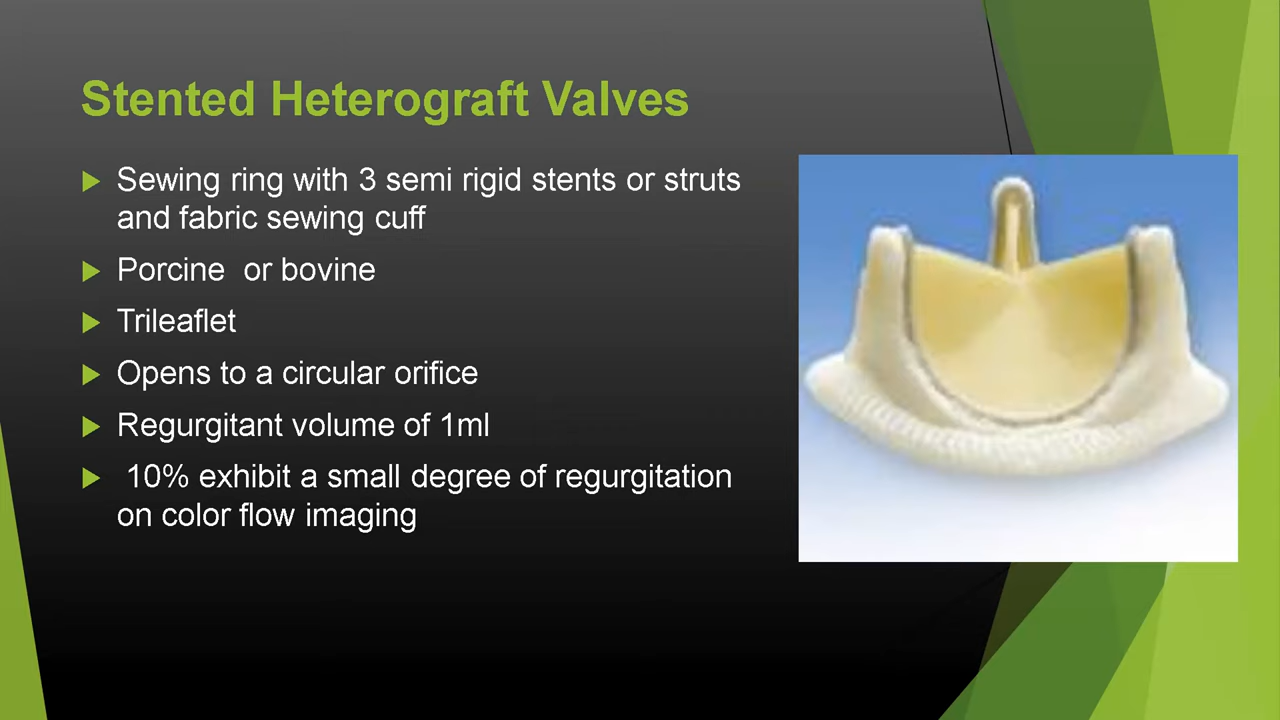 Stented Heterograft Valves
Sewing ring with 3 semi rigid stents or struts
and fabric sewing cuff
Porcine  or bovine
Trileaflet
Opens to a circular orifice
Regurgitant volume of 1ml
10% exhibit a small degree of regurgitation
on color flow imaging